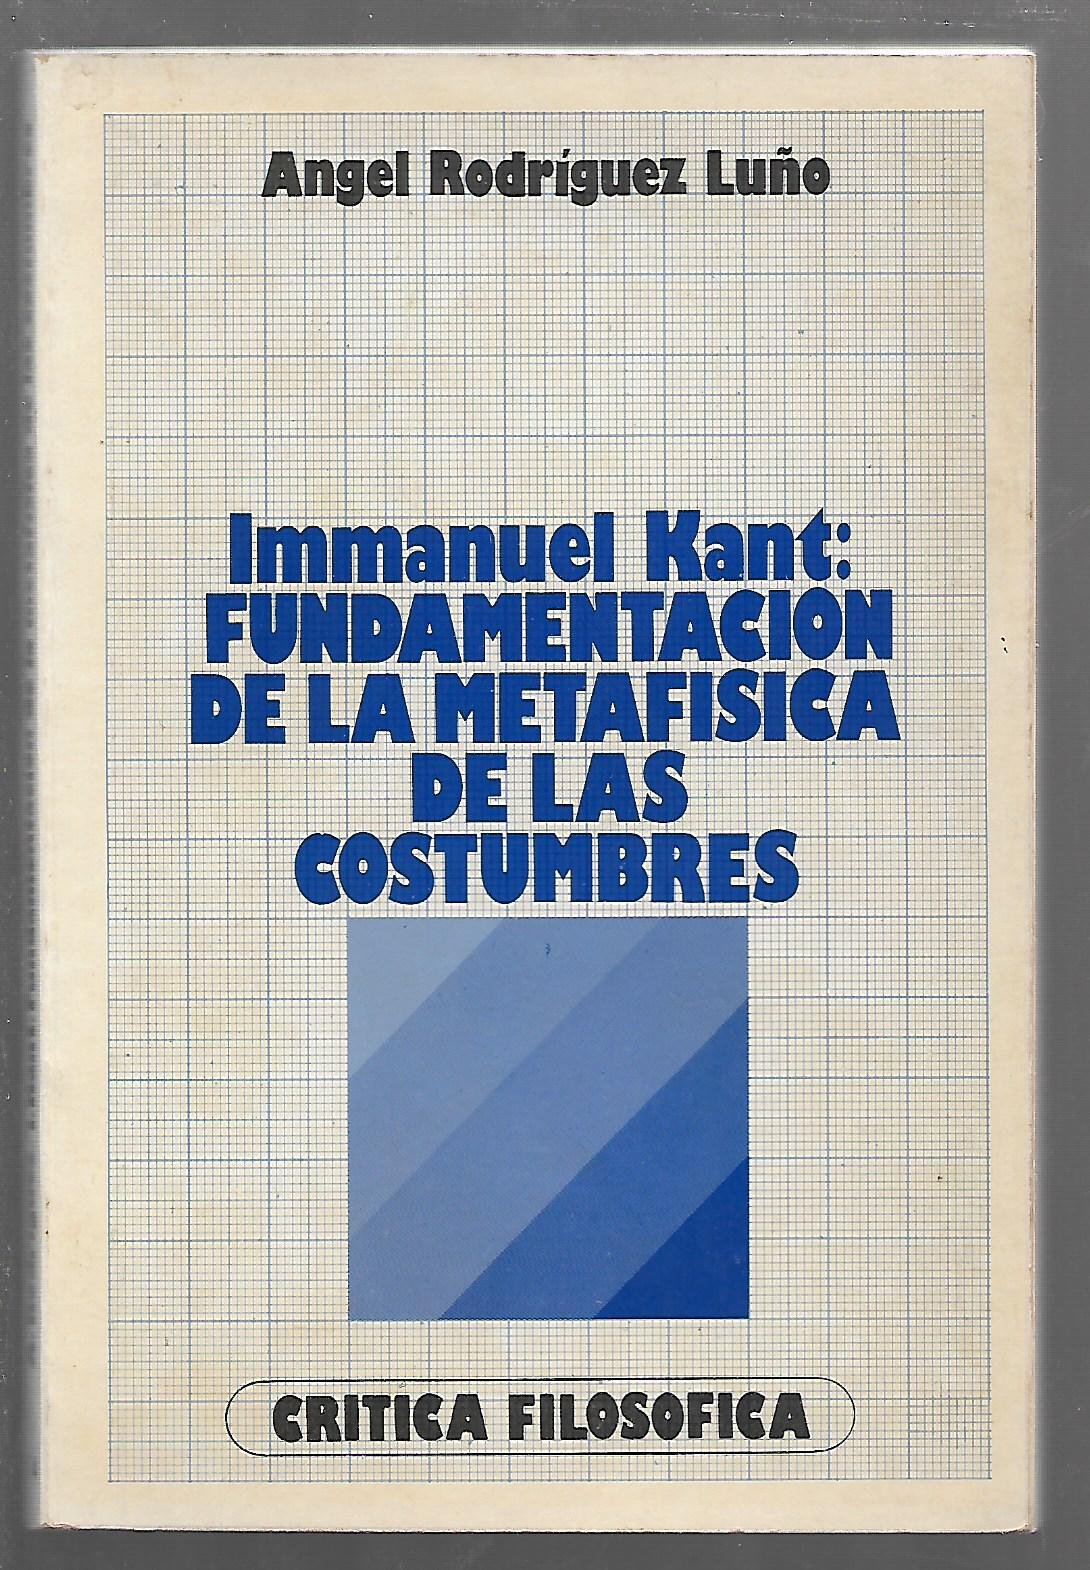 Angel Rodríguez Luño
Immanuel Kant:
FUNDAMENTACION
DE LA METAFISICA
DE LAS
COSTUMBRES
CRITICA FILOSOFICA